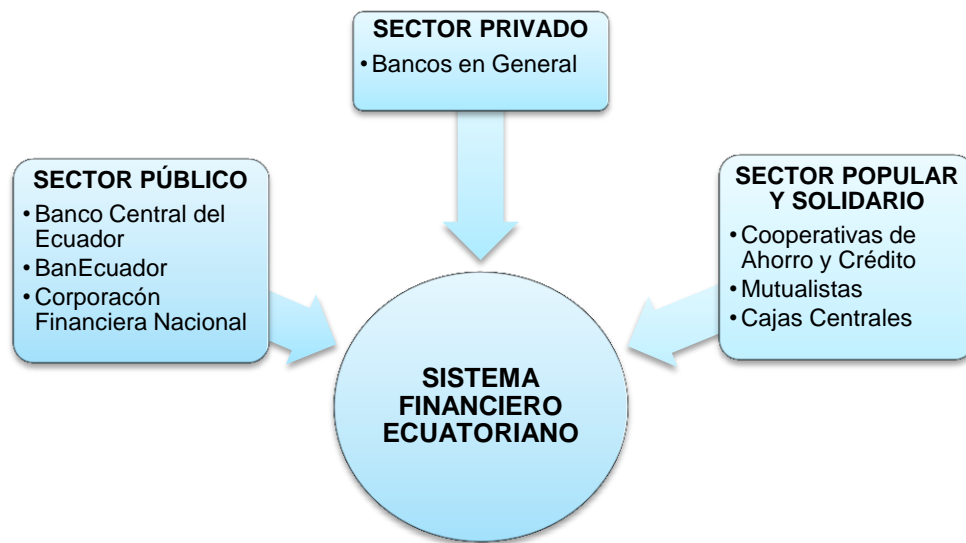 SECTOR PRIVADO
• Bancos en General
SECTOR PÚBLICO
• Banco Central del
Ecuador
• BanEcuador
• Corporacón
Financiera Nacional
SECTOR POPULAR
Y SOLIDARIO
• Cooperativas de
Ahorro y Crédito
• Mutualistas
• Cajas Centrales
SISTEMA
FINANCIERO
ECUATORIANO